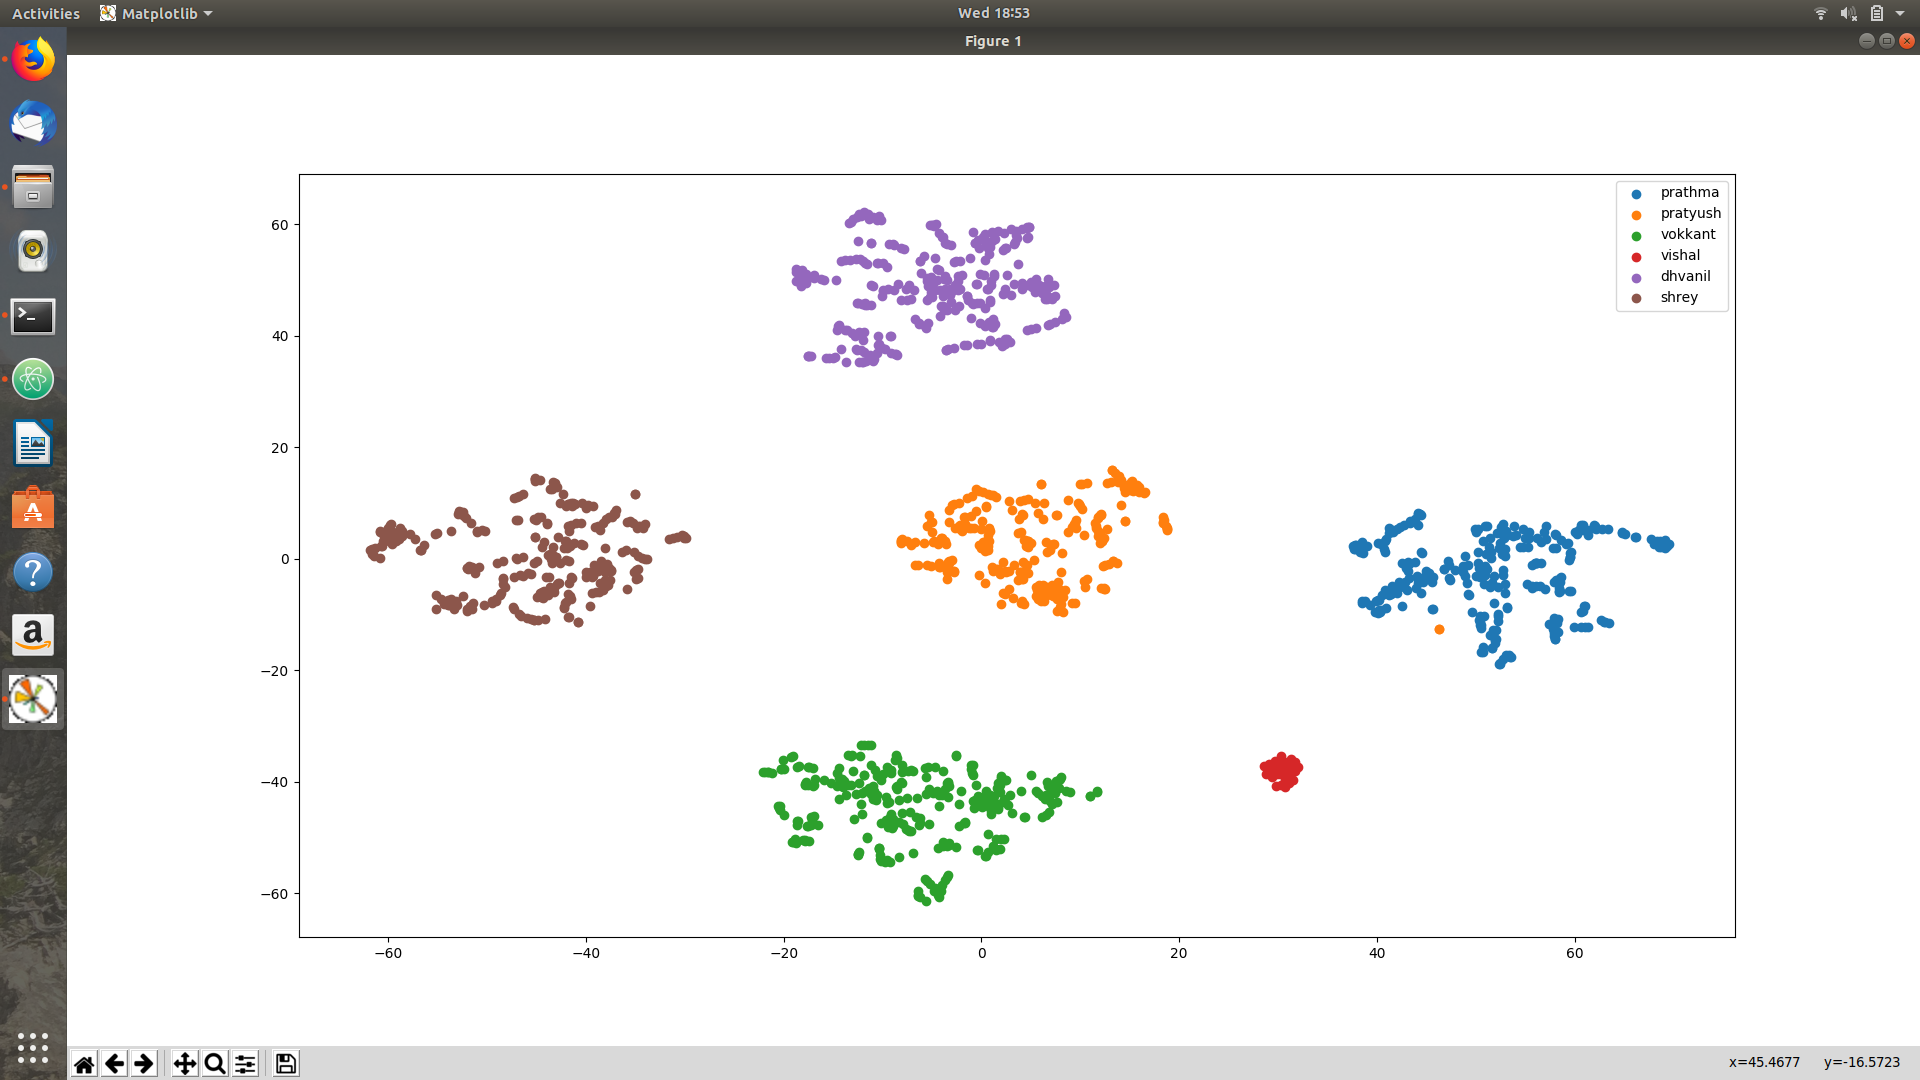 Activities Matplotlib Wed 18:53
Figure 1
prathma
pratyush
vokkant
vishal
dhvanil
shrey
60
40
20
0
−20
−40
−60
−60 −40 −20 0 20 40 60
x=45.4677 y=-16.5723